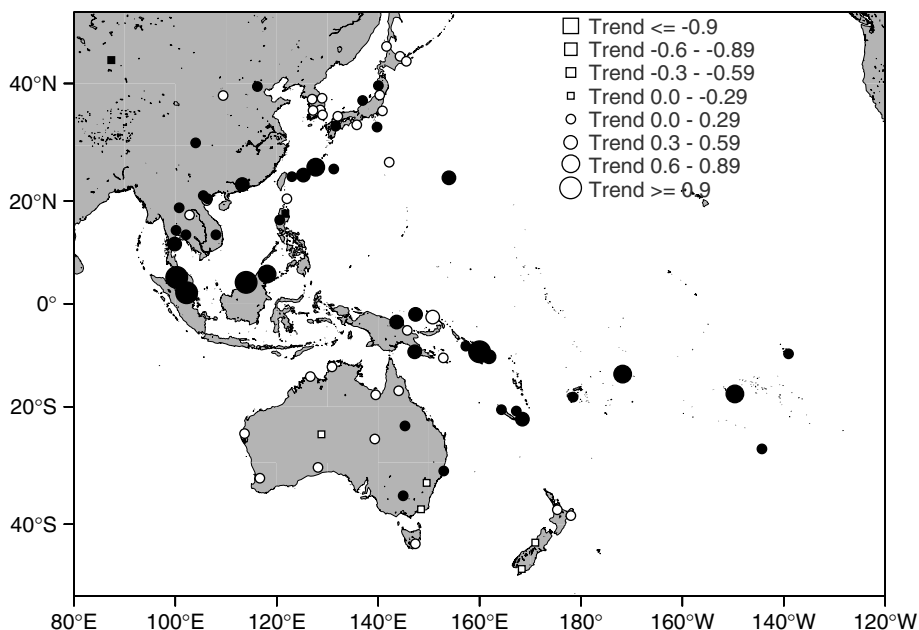 Trend <= -0.9
Trend -0.6 - -0.89
Trend -0.3 - -0.59
Trend 0.0 - -0.29
Trend 0.0 - 0.29
Trend 0.3 - 0.59
Trend 0.6 - 0.89
Trend >= 0.9
40°N
20°N
0°
20°S
40°S
80°E 100°E 120°E 140°E 160°E 180° 160°W 140°W 120°W